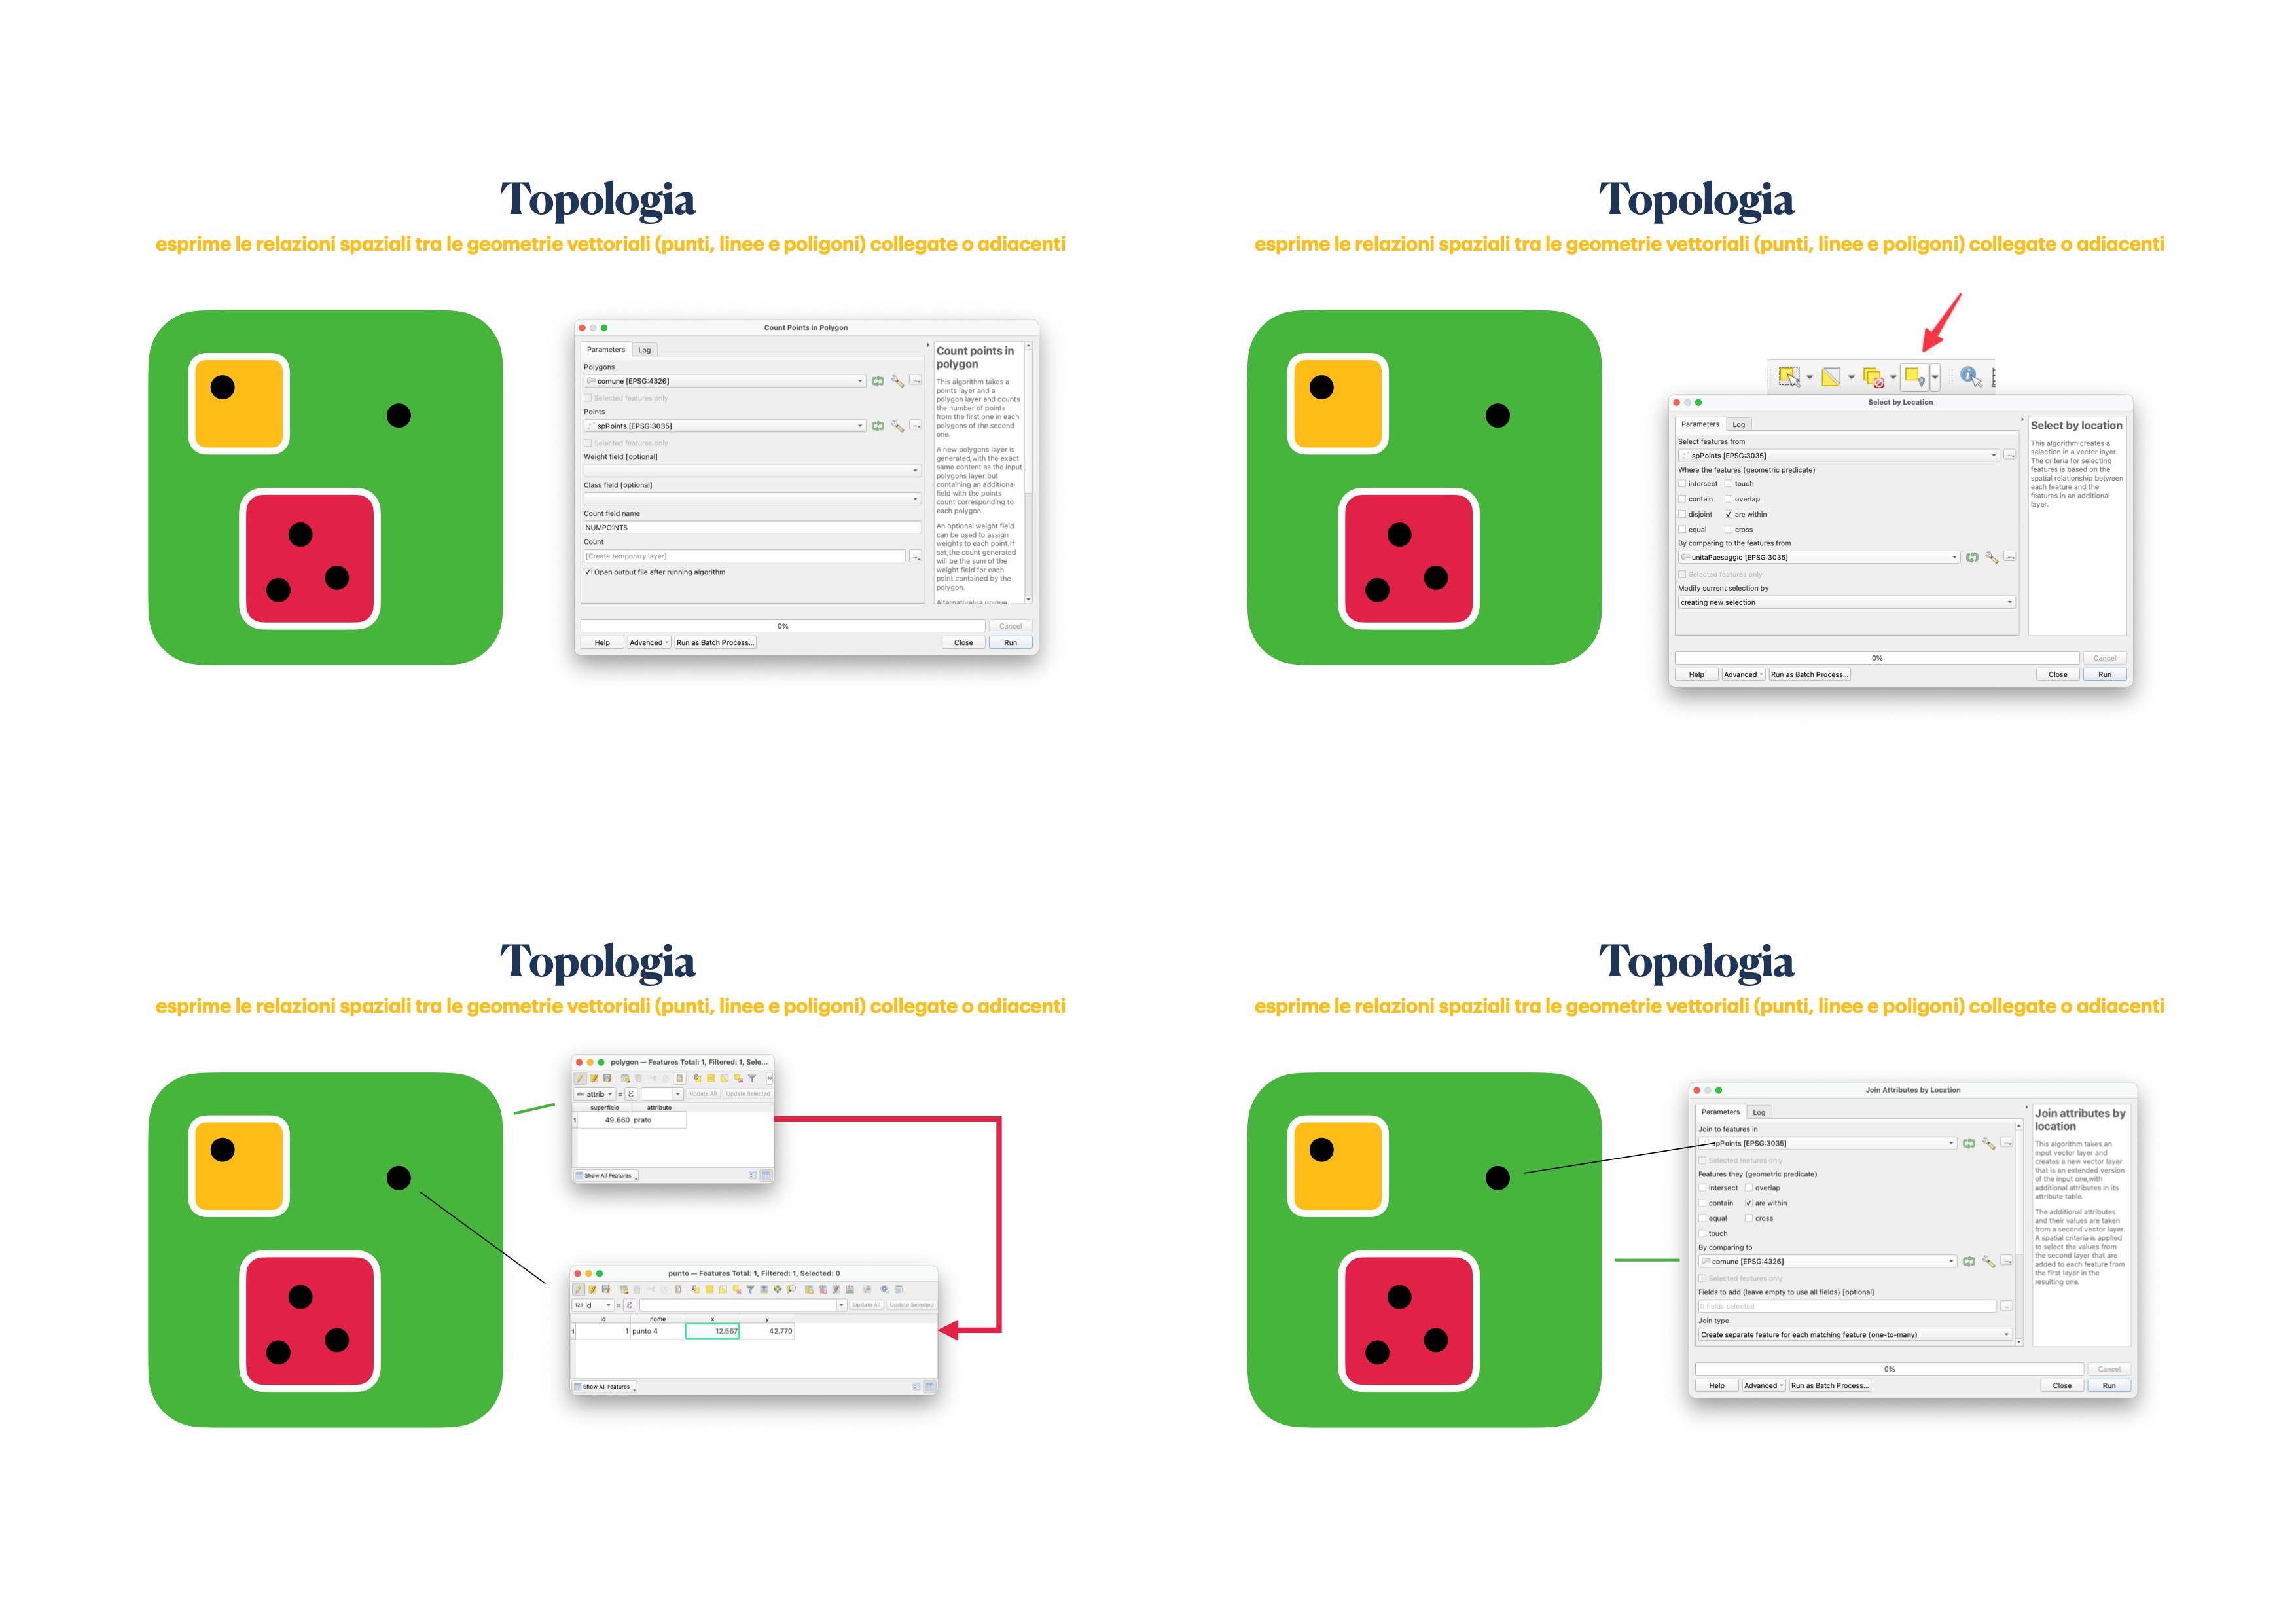 Topologia
esprime le relazioni spaziali tra le geometrie vettoriali (punti, linee e poligoni) collegate o adiacenti
Count Points in Polygon
Parameters
Log
Polygons
comune [EPSG:4326]
Selected features only
Points
spPoints [EPSG:3035]
Selected features only
Weight field [optional]
Class field [optional]
Count field name
NUMPOINTS
Count
[Create temporary layer]
Open output file after running algorithm
Count points in
polygon
This algorithm takes a
points layer and a
polygon layer and counts
the number of points
from the first one in each
polygons of the second
one.
A new polygons layer is
generated,with the exact
same content as the input
polygons layer,but
containing an additional
field with the points
count corresponding to
each polygon.
An optional weight field
can be used to assign
weights to each point.If
set,the count generated
will be the sum of the
weight field for each
point contained by the
polygon.
Alternatively,a unique
0%
Cancel
Help
Advanced
Run as Batch Process...
Close
Run
Topologia
esprime le relazioni spaziali tra le geometrie vettoriali (punti, linee e poligoni) collegate o adiacenti
Select by Location
Parameters
Log
Select features from
spPoints [EPSG:3035]
Where the features (geometric predicate)
intersect touch
contain overlap
disjoint are within
equal cross
By comparing to the features from
unitaPaesaggio [EPSG:3035]
Selected features only
Modify current selection by
creating new selection
Select by location
This algorithm creates a
selection in a vector layer.
The criteria for selecting
features is based on the
spatial relationship between
each feature and the
features in an additional
layer.
0%
Cancel
Help
Advanced
Run as Batch Process...
Close
Run
Topologia
esprime le relazioni spaziali tra le geometrie vettoriali (punti, linee e poligoni) collegate o adiacenti
polygon — Features Total: 1, Filtered: 1, Sele...
abc attrib = ε Update All Update Selected
superficie attributo
1 49.660 prato
Show All Features
punto — Features Total: 1, Filtered: 1, Selected: 0
123 id = ε Update All Update Selected
id nome x y
1 1 punto 4 12.567 42.770
Show All Features
Topologia
esprime le relazioni spaziali tra le geometrie vettoriali (punti, linee e poligoni) collegate o adiacenti
Join Attributes by Location
Parameters
Log
Join to features in
spPoints [EPSG:3035]
Selected features only
Features they (geometric predicate)
intersect overlap
contain are within
equal cross
touch
By comparing to
comune [EPSG:4326]
Selected features only
Fields to add (leave empty to use all fields) [optional]
0 fields selected
Join type
Create separate feature for each matching feature (one-to-many)
Join attributes by
location
This algorithm takes an
input vector layer and
creates a new vector layer
that is an extended version
of the input one,with
additional attributes in its
attribute table.
The additional attributes
and their values are taken
from a second vector layer.
A spatial criteria is applied
to select the values from
the second layer that are
added to each feature from
the first layer in the
resulting one.
0%
Cancel
Help
Advanced
Run as Batch Process...
Close
Run